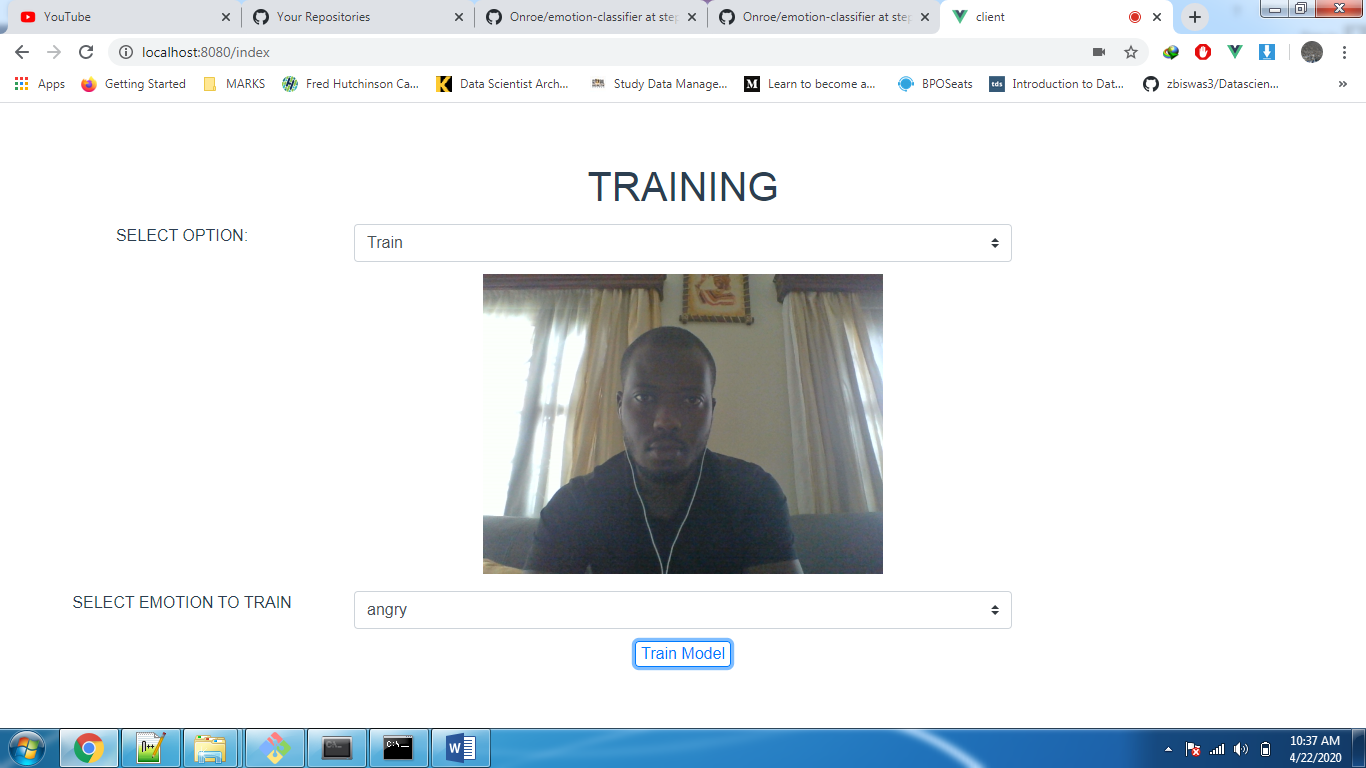 YouTube
Your Repositories
Onroe/emotion-classifier at step
Onroe/emotion-classifier at step
client
localhost:8080/index
Apps
Getting Started
MARKS
Fred Hutchinson Ca...
Data Scientist Arch...
Study Data Manage...
M
Learn to become a...
BPOSeats
tds
Introduction to Dat...
zbiswas3/Datascien...
»
TRAINING
SELECT OPTION:
Train
SELECT EMOTION TO TRAIN
angry
Train Model
10:37 AM
4/22/2020